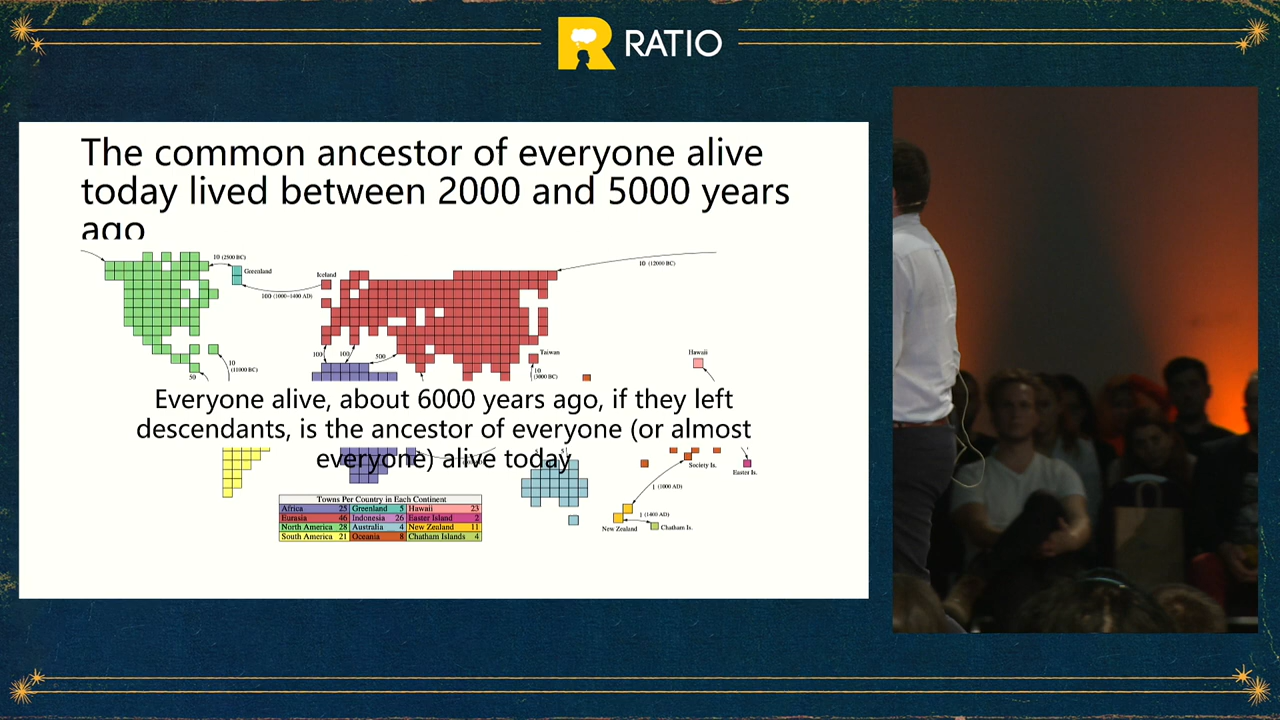 RATIO
The common ancestor of everyone alive
today lived between 2000 and 5000 years
ago
10 (2500 BC)
Greenland
Iceland
100 (1000-1400 AD)
10 (12000 BC)
100
100
500
Taiwan
10
(3000 BC)
Hawaii
10
(11000 BC)
50
Everyone alive, about 6000 years ago, if they left
descendants, is the ancestor of everyone (or almost
everyone) alive today
Society Is.
Easter Is.
1 (1000 AD)
1 (1400 AD)
New Zealand
Chatham Is.
Towns Per Country in Each Continent
Africa 25 Greenland 5 Hawaii 23
Eurasia 46 Indonesia 26 Easter Island 2
North America 28 Australia 4 New Zealand 11
South America 21 Oceania 8 Chatham Islands 4